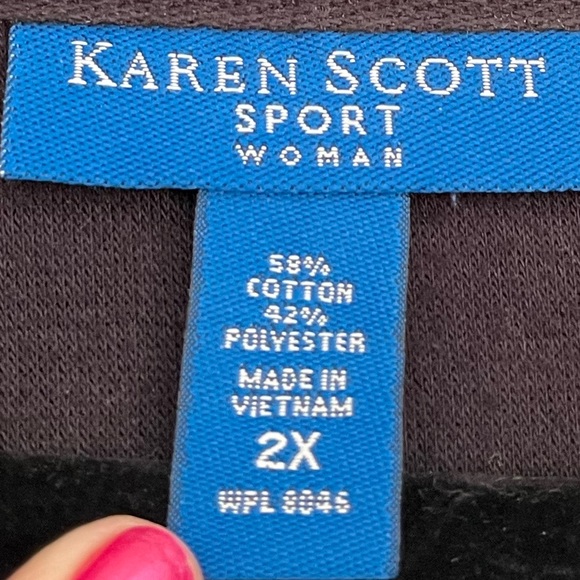 KAREN SCOTT
SPORT
WOMAN
58%
COTTON
42%
POLYESTER
MADE IN
VIETNAM
2X
WPL 8046